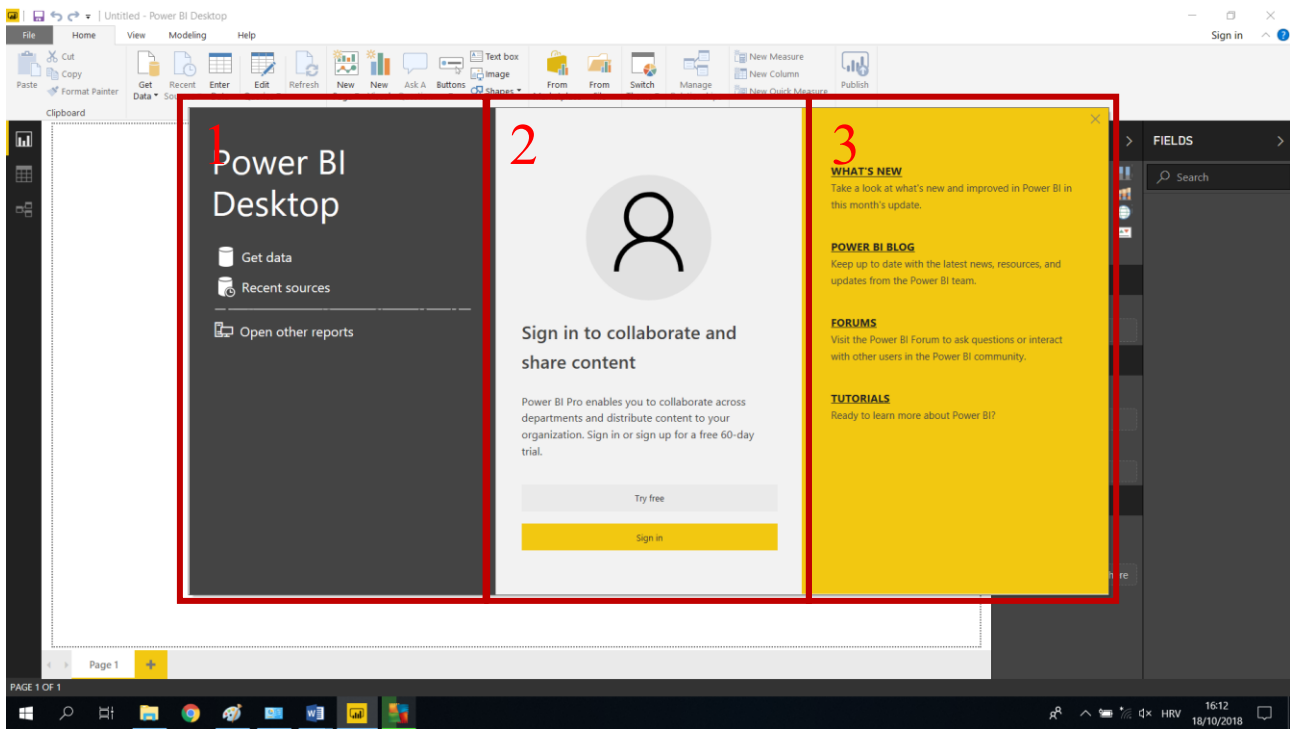 Untitled - Power BI Desktop
File Home View Modeling Help Sign in
Cut
Copy
Format Painter
Paste
Clipboard
Get
Data
Recent
Enter
Edit
Refresh
New
New
Ask A
Buttons
Text box
Image
Shapes
From
From
Switch
Manage
New Measure
New Column
New Quick Measure
Publish
1
Power BI
Desktop
Get data
Recent sources
Open other reports
2
Sign in to collaborate and
share content
Power BI Pro enables you to collaborate across
departments and distribute content to your
organization. Sign in or sign up for a free 60-day
trial.
Try free
Sign in
3
WHAT'S NEW
Take a look at what's new and improved in Power BI in
this month's update.
POWER BI BLOG
Keep up to date with the latest news, resources, and
updates from the Power BI team.
FORUMS
Visit the Power BI Forum to ask questions or interact
with other users in the Power BI community.
TUTORIALS
Ready to learn more about Power BI?
FIELDS
Search
Page 1
PAGE 1 OF 1
HRV
16:12
18/10/2018